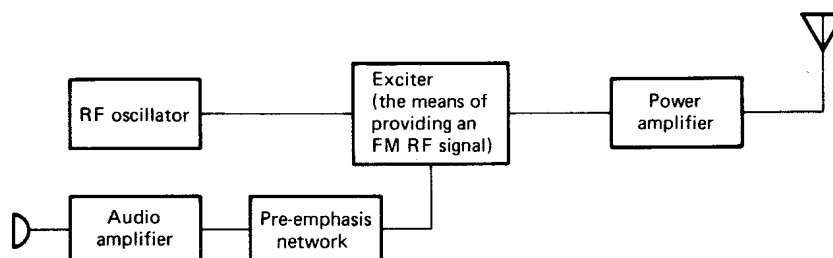 RF oscillator
Exciter
(the means of
providing an
FM RF signal)
Power
amplifier
Audio
amplifier
Pre-emphasis
network